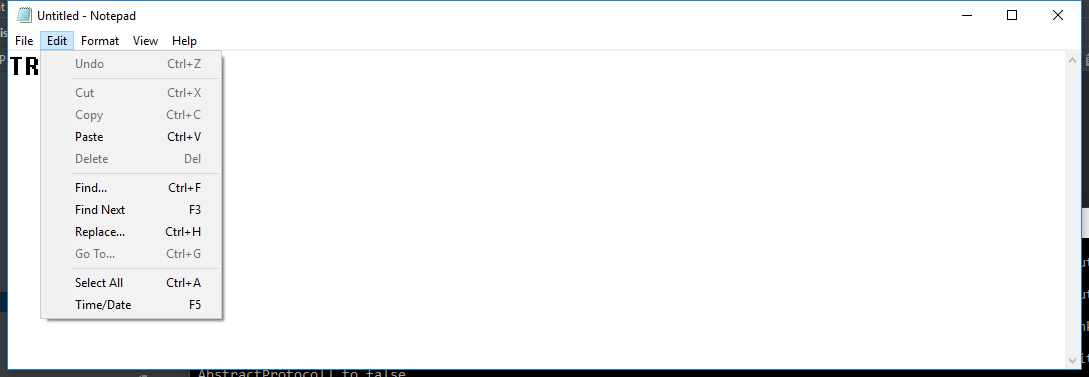 Untitled - Notepad
File Edit Format View Help
TR
Undo Ctrl+Z
Cut Ctrl+X
Copy Ctrl+C
Paste Ctrl+V
Delete Del
Find... Ctrl+F
Find Next F3
Replace... Ctrl+H
Go To... Ctrl+G
Select All Ctrl+A
Time/Date F5
AbstractProtocol] to false